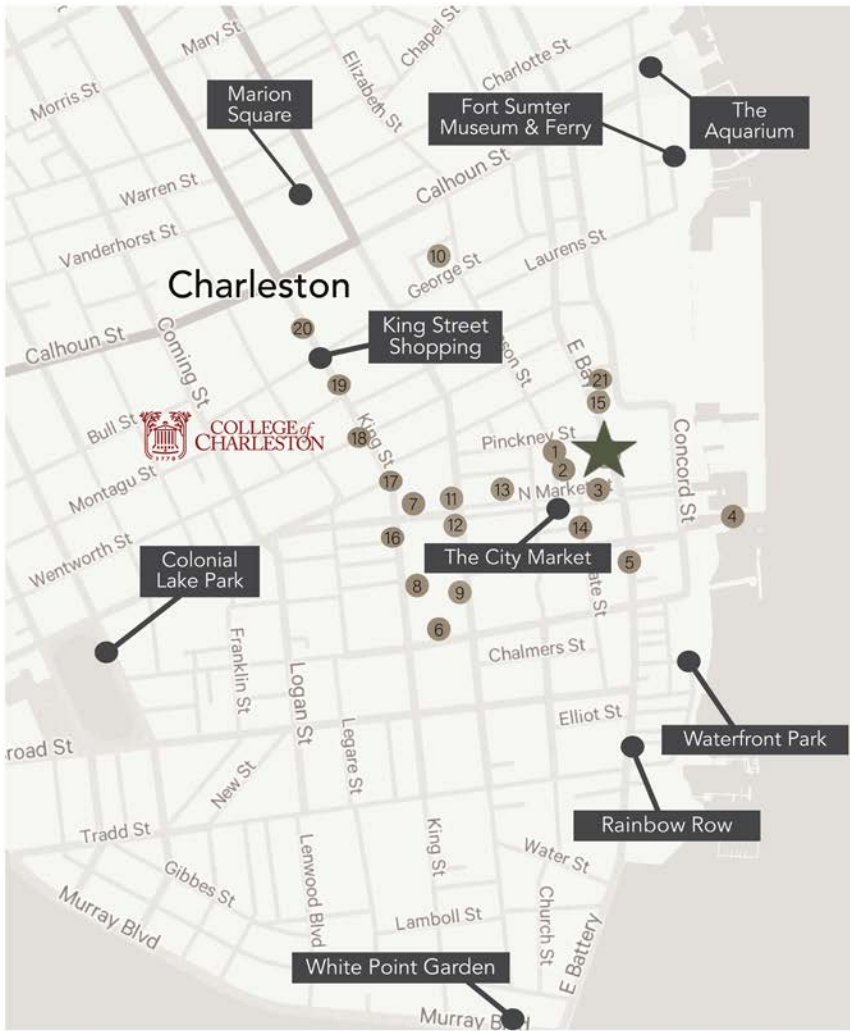 Mary St
Chapel St
Charlotte St
Elizabeth St
Morris St
Marion
Square
Fort Sumter
Museum & Ferry
The
Aquarium
Warren St
Calhoun St
Vanderhorst St
Laurens St
10
George St
Charleston
20
King Street
Shopping
Calhoun St
Coming St
son St
E Bay
21
19
15
Bull St
COLLEGE of
CHARLESTON
1770
King St
18
Pinckney St
1
Concord St
Montagu St
17
2
13
N Market
3
7
11
4
12
14
16
The City Market
Wentworth St
5
Colonial
Lake Park
8
9
ate St
6
Franklin St
Chalmers St
Logan St
Elliot St
Legare St
Waterfront Park
road St
New St
Rainbow Row
Tradd St
King St
Water St
Gibbes St
Lenwood Blvd
Church St
Murray Blvd
Lamboll St
E Battery
White Point Garden
Murray B